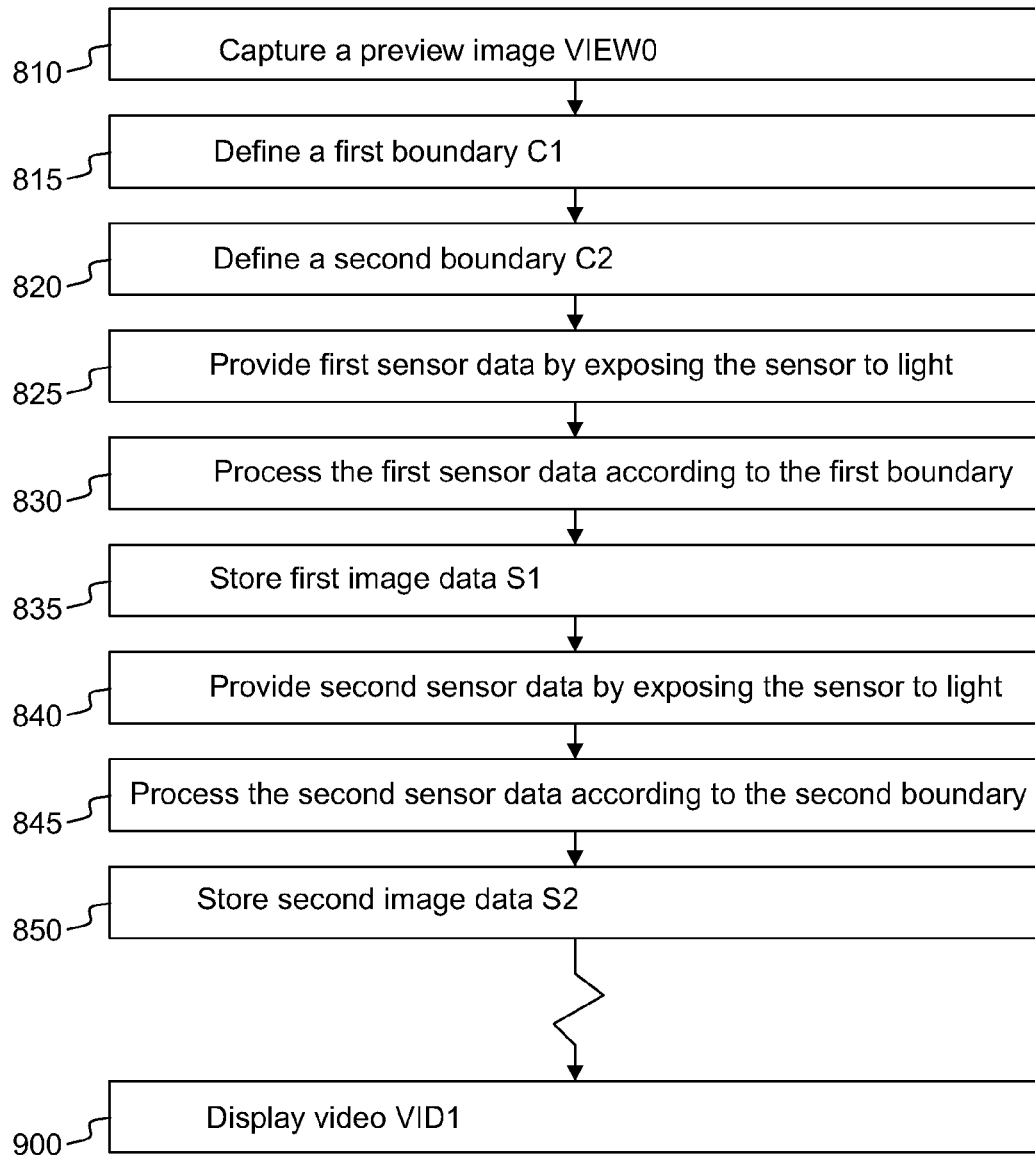 Capture a preview image VIEW0
810
Define a first boundary C1
815
Define a second boundary C2
820
Provide first sensor data by exposing the sensor to light
825
Process the first sensor data according to the first boundary
830
Store first image data S1
835
Provide second sensor data by exposing the sensor to light
840
Process the second sensor data according to the second boundary
845
Store second image data S2
850
Display video VID1
900